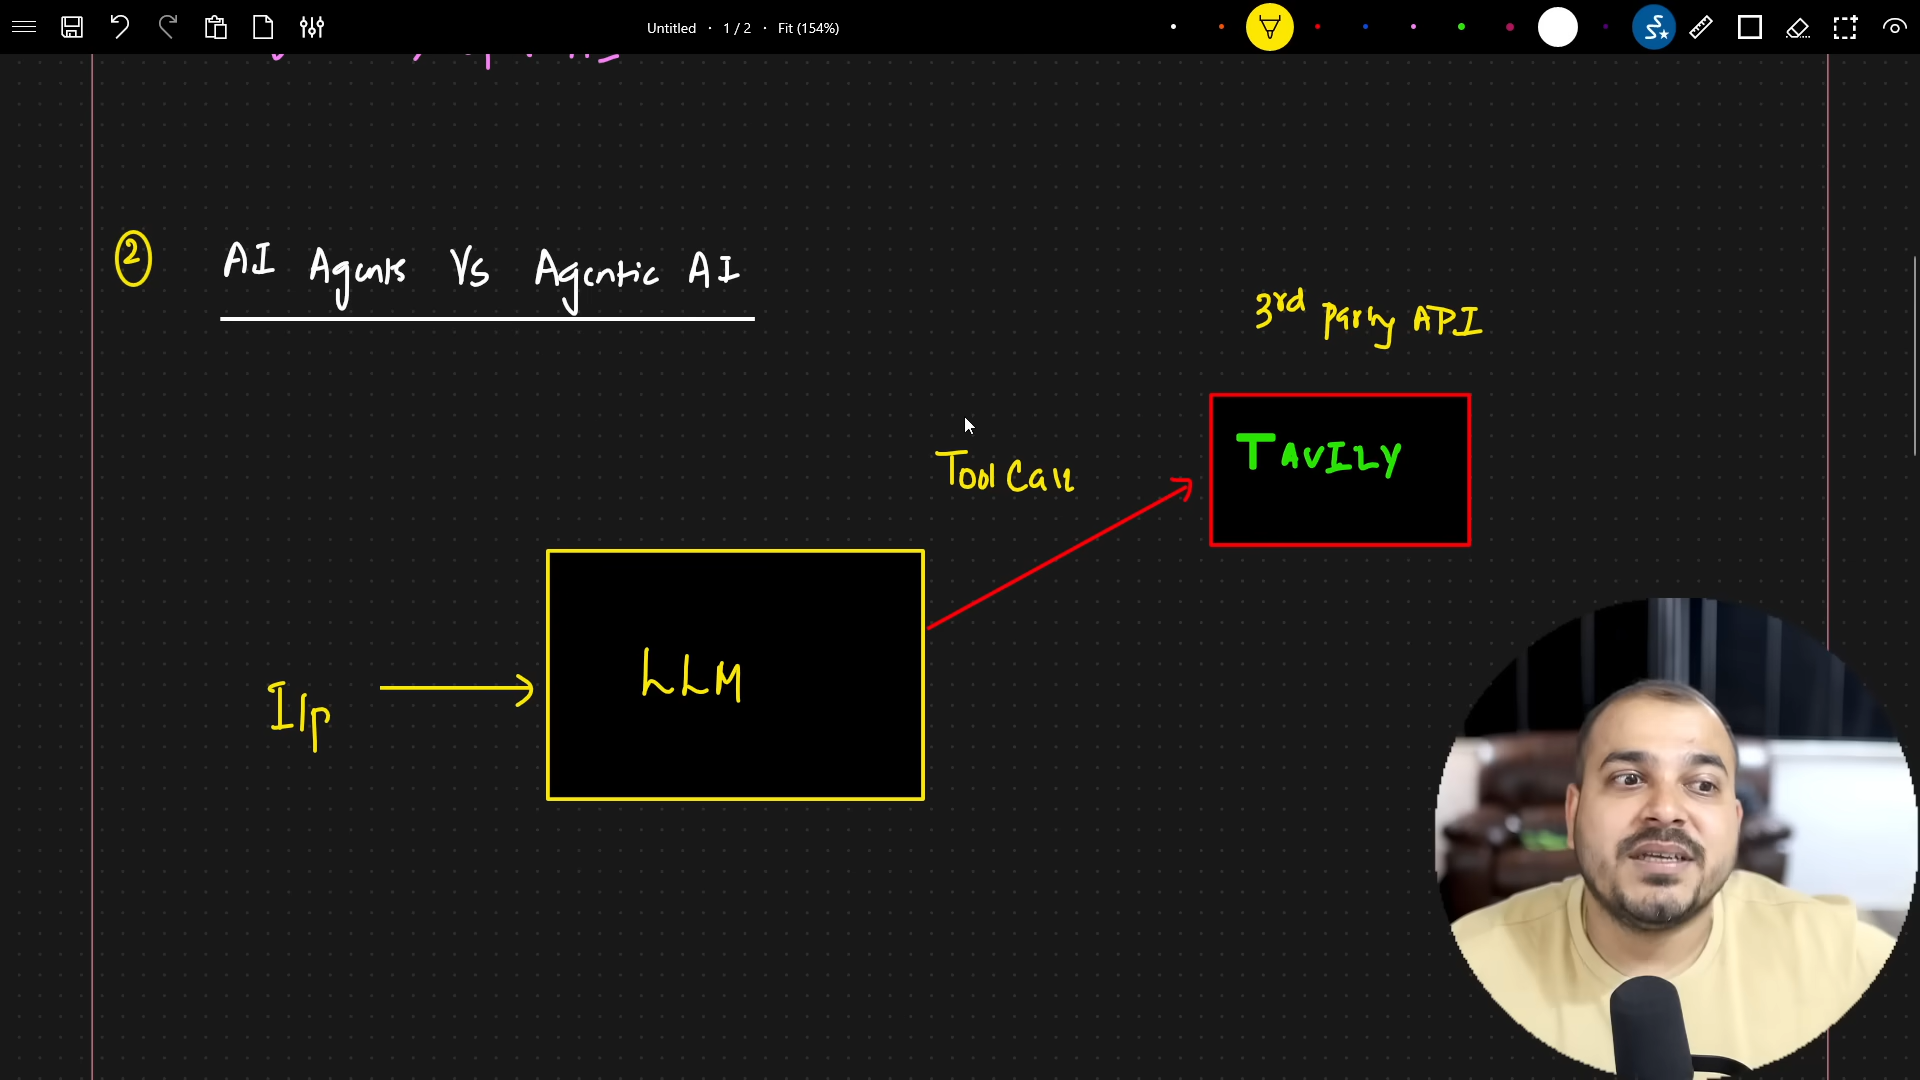 Untitled · 1 / 2 · Fit (154%)
2 AI Agents Vs Agentic AI
3rd Party API
TAVILY
Tool Call
LLM
I/p